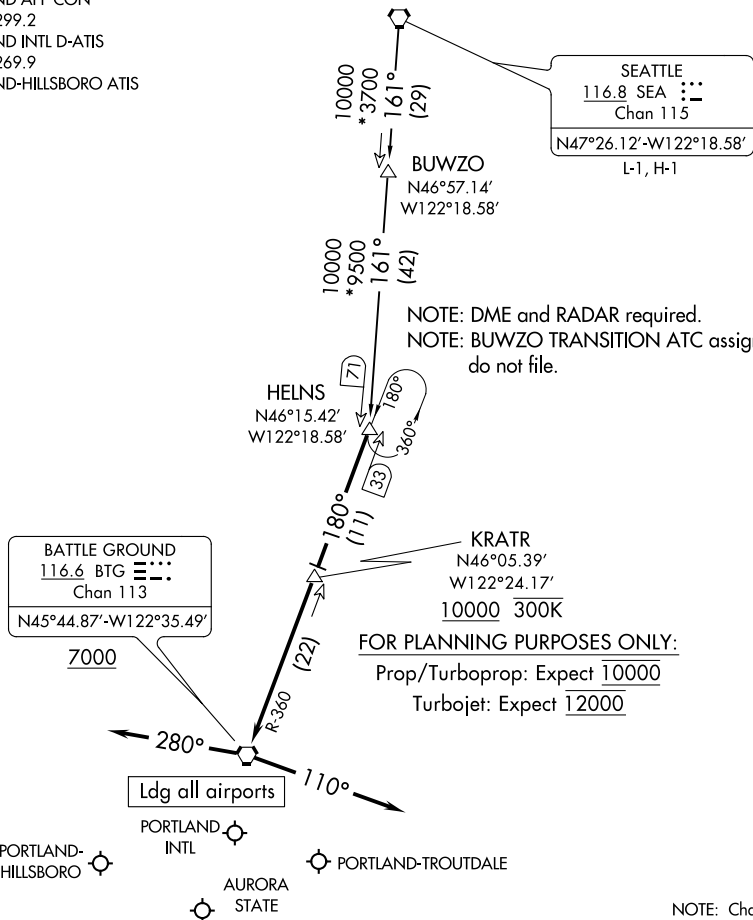 299.2
ND INTL D-ATIS
269.9
ND-HILLSBORO ATIS
SEATTLE
116.8 SEA
Chan 115
N47°26.12'-W122°18.58'
L-1, H-1
10000
*3700
161°
(29)
BUWZO
N46°57.14'
W122°18.58'
10000
*9500
161°
(42)
NOTE: DME and RADAR required.
NOTE: BUWZO TRANSITION ATC assig
do not file.
71
HELNS
N46°15.42'
W122°18.58'
180°
360°
33
180°
(11)
KRATR
N46°05.39'
W122°24.17'
10000 300K
BATTLE GROUND
116.6 BTG
Chan 113
N45°44.87'-W122°35.49'
7000
FOR PLANNING PURPOSES ONLY:
Prop/Turboprop: Expect 10000
Turbojet: Expect 12000
(22)
R-360
280°
110°
Ldg all airports
PORTLAND INTL
PORTLAND-
HILLSBORO
PORTLAND-TROUTDALE
AURORA
STATE
NOTE: Cha